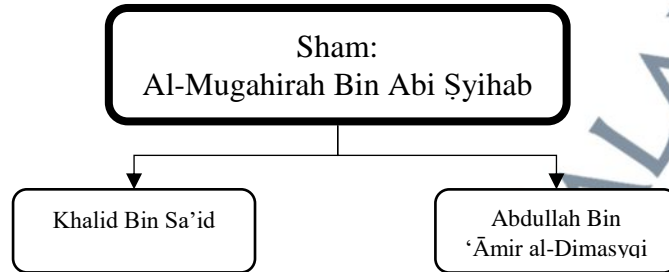 Sham:
Al-Mugahirah Bin Abi Ṣyihab
Khalid Bin Sa’id
Abdullah Bin
‘Āmir al-Dimasyqi